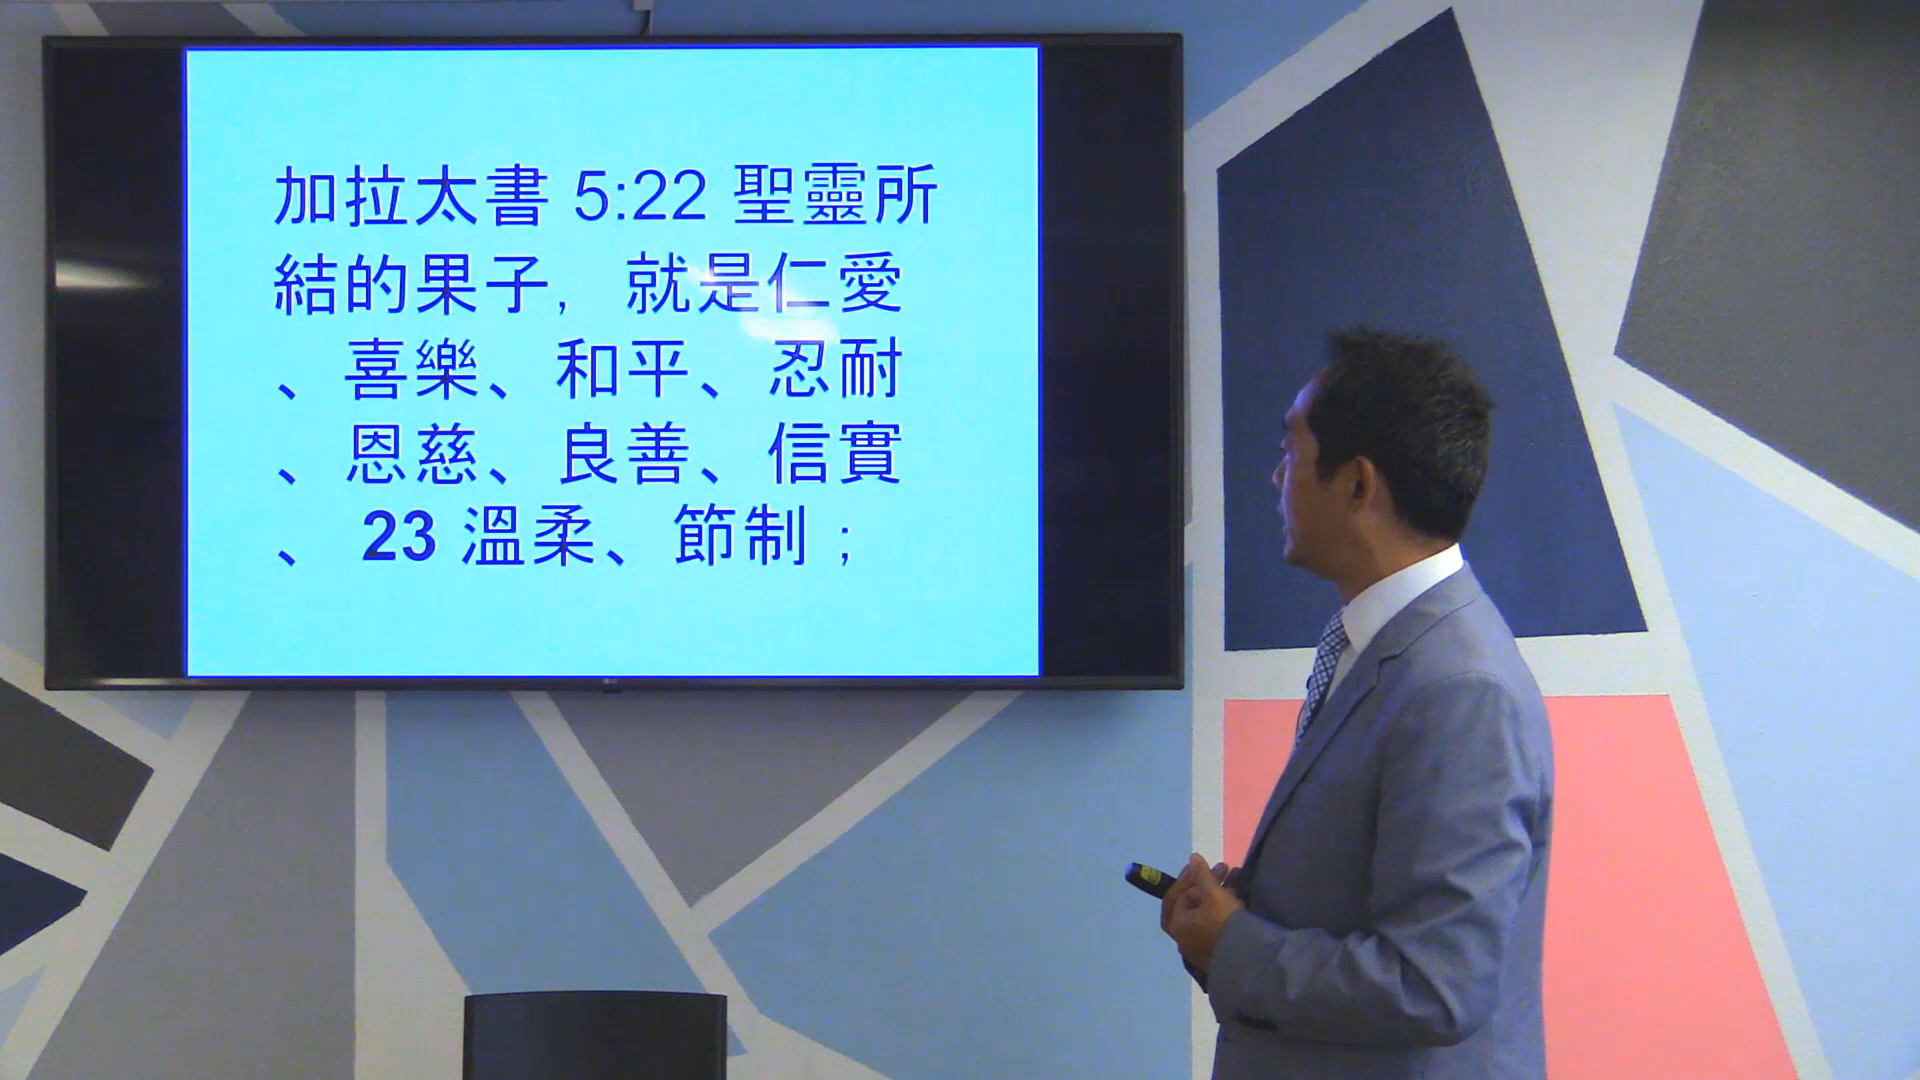 加拉太書 5:22 聖靈所
結的果子, 就是仁愛
、喜樂、和平、忍耐
、恩慈、良善、信實
、 23 溫柔、節制；